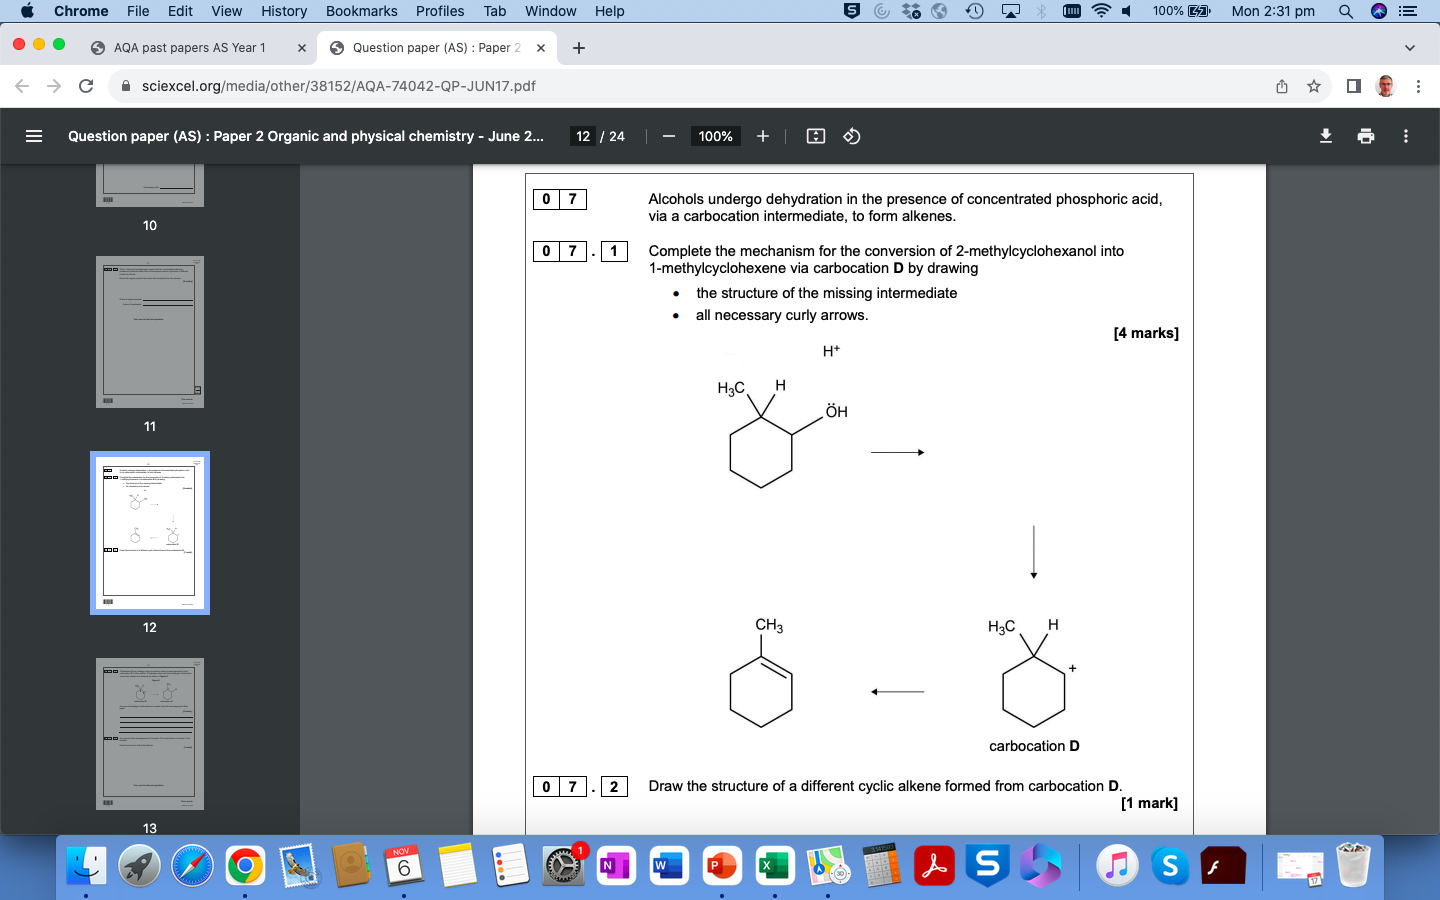 Chrome File Edit View History Bookmarks Profiles Tab Window Help
100% Mon 2:31 pm
AQA past papers AS Year 1
Question paper (AS) : Paper 2
sciexcel.org/media/other/38152/AQA-74042-QP-JUN17.pdf
Question paper (AS) : Paper 2 Organic and physical chemistry - June 2... 12 / 24 100%
10
11
12
13
0 7 Alcohols undergo dehydration in the presence of concentrated phosphoric acid,
via a carbocation intermediate, to form alkenes.
0 7 . 1 Complete the mechanism for the conversion of 2-methylcyclohexanol into
1-methylcyclohexene via carbocation D by drawing
• the structure of the missing intermediate
• all necessary curly arrows.
[4 marks]
H⁺
H₃C H
ÖH
CH₃
H₃C H
+
carbocation D
0 7 . 2 Draw the structure of a different cyclic alkene formed from carbocation D.
[1 mark]
NOV
6
1
N
W
P
X
3D
S
S
17